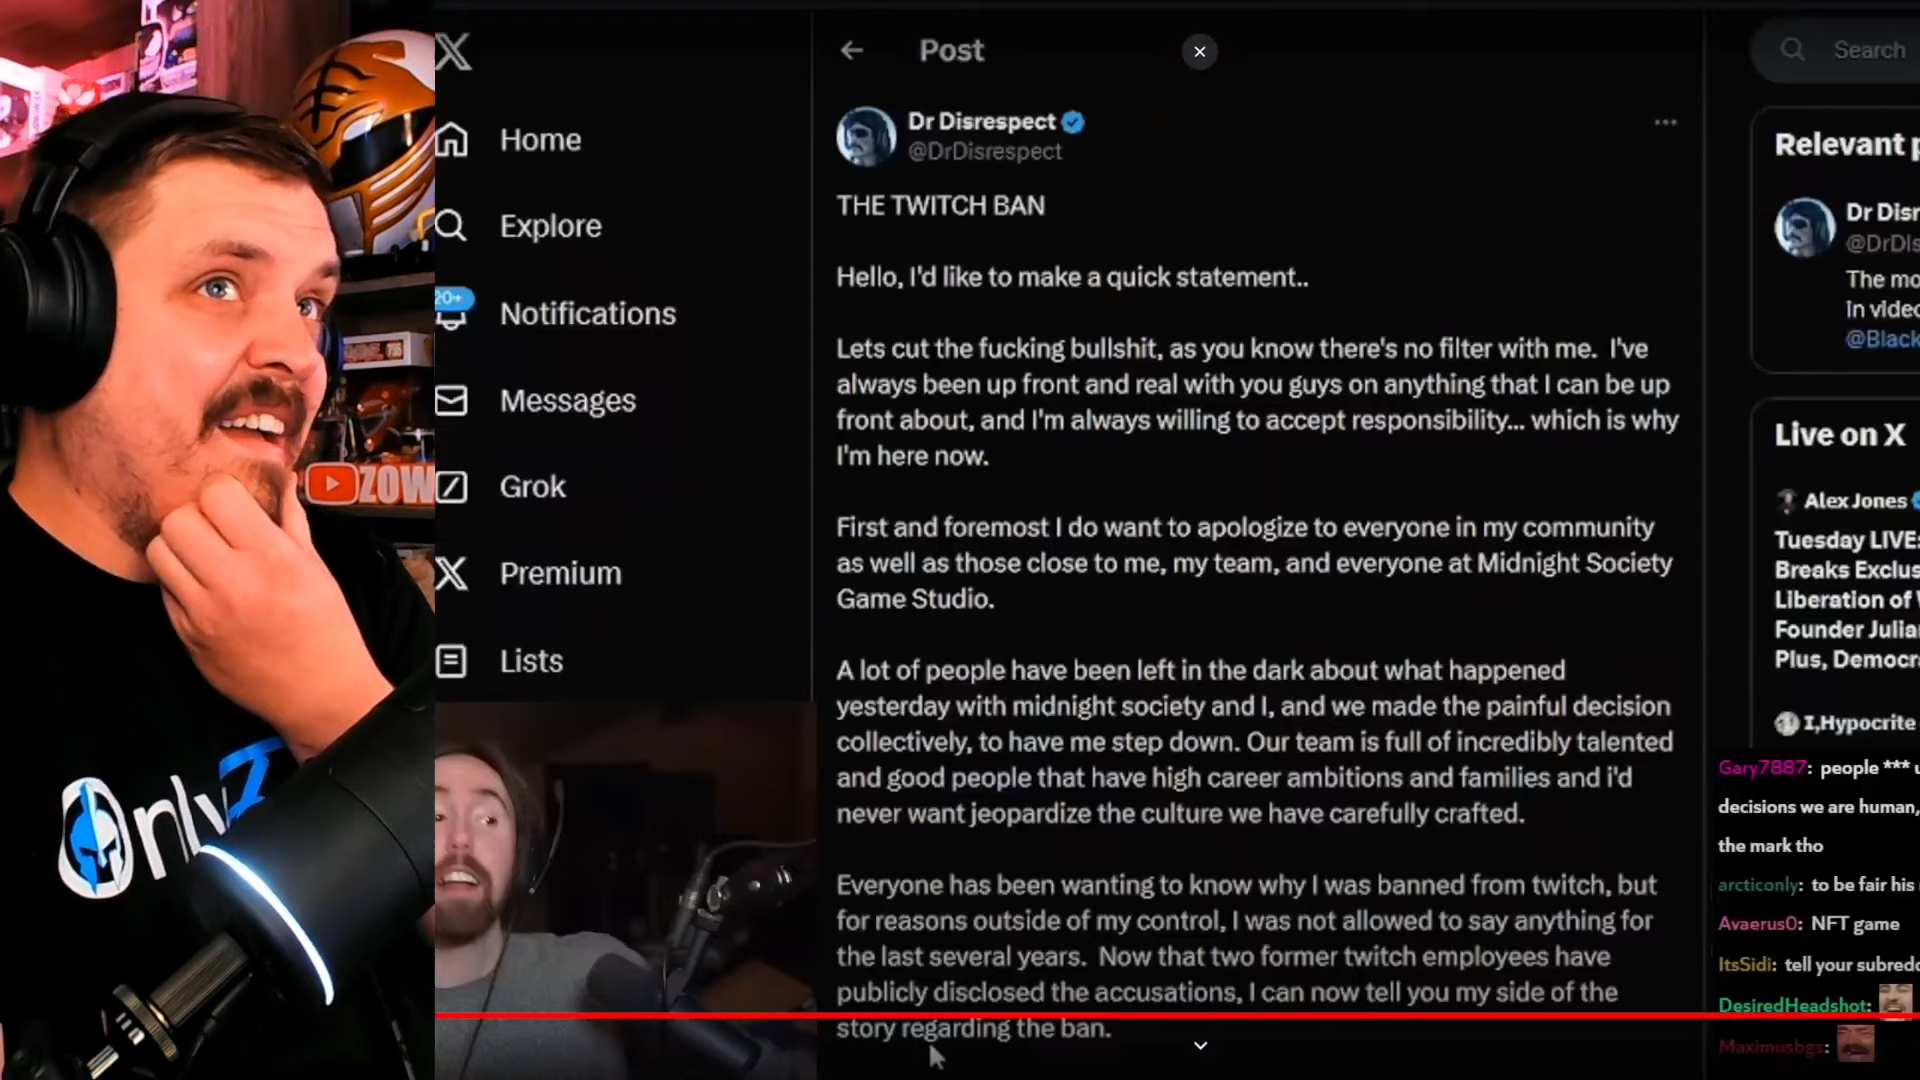 Home
Explore
20+
Notifications
Messages
Grok
Premium
Lists
ZOW
Only
Post
Dr Disrespect
@DrDisrespect
THE TWITCH BAN
Hello, I'd like to make a quick statement..
Lets cut the fucking bullshit, as you know there's no filter with me. I've
always been up front and real with you guys on anything that I can be up
front about, and I'm always willing to accept responsibility... which is why
I'm here now.
First and foremost I do want to apologize to everyone in my community
as well as those close to me, my team, and everyone at Midnight Society
Game Studio.
A lot of people have been left in the dark about what happened
yesterday with midnight society and I, and we made the painful decision
collectively, to have me step down. Our team is full of incredibly talented
and good people that have high career ambitions and families and i'd
never want jeopardize the culture we have carefully crafted.
Everyone has been wanting to know why I was banned from twitch, but
for reasons outside of my control, I was not allowed to say anything for
the last several years. Now that two former twitch employees have
publicly disclosed the accusations, I can now tell you my side of the
story regarding the ban.
Search
Relevant p
Dr Disr
@DrDis
The mo
in video
@Black
Live on X
Alex Jones
Tuesday LIVE:
Breaks Exclus
Liberation of
Founder Julia
Plus, Democra
I,Hypocrite
Gary7887: people *** u
decisions we are human,
the mark tho
arcticonly: to be fair his
Avaerus0: NFT game
ItsSidi: tell your subredd
DesiredHeadshot:
Maximusbgs: